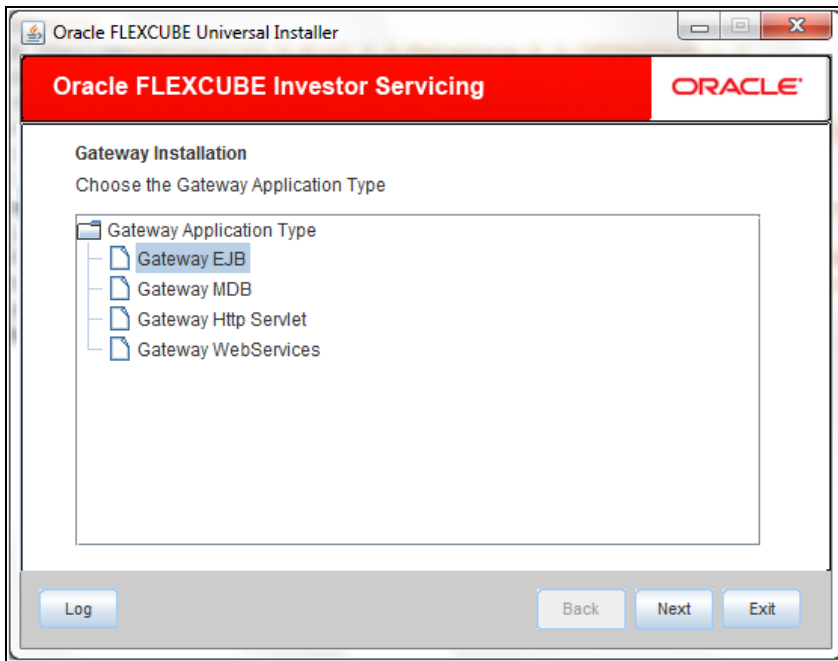 Oracle FLEXCUBE Universal Installer
Oracle FLEXCUBE Investor Servicing
ORACLE
Gateway Installation
Choose the Gateway Application Type
Gateway Application Type
Gateway EJB
Gateway MDB
Gateway Http Servlet
Gateway WebServices
Log Back Next Exit